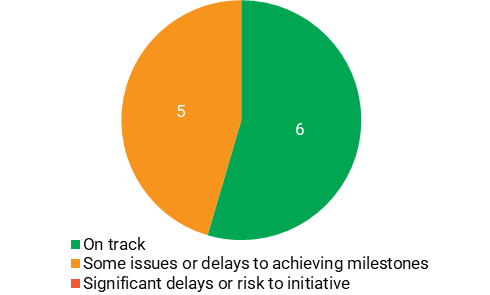 5
6
On track
Some issues or delays to achieving milestones
Significant delays or risk to initiative